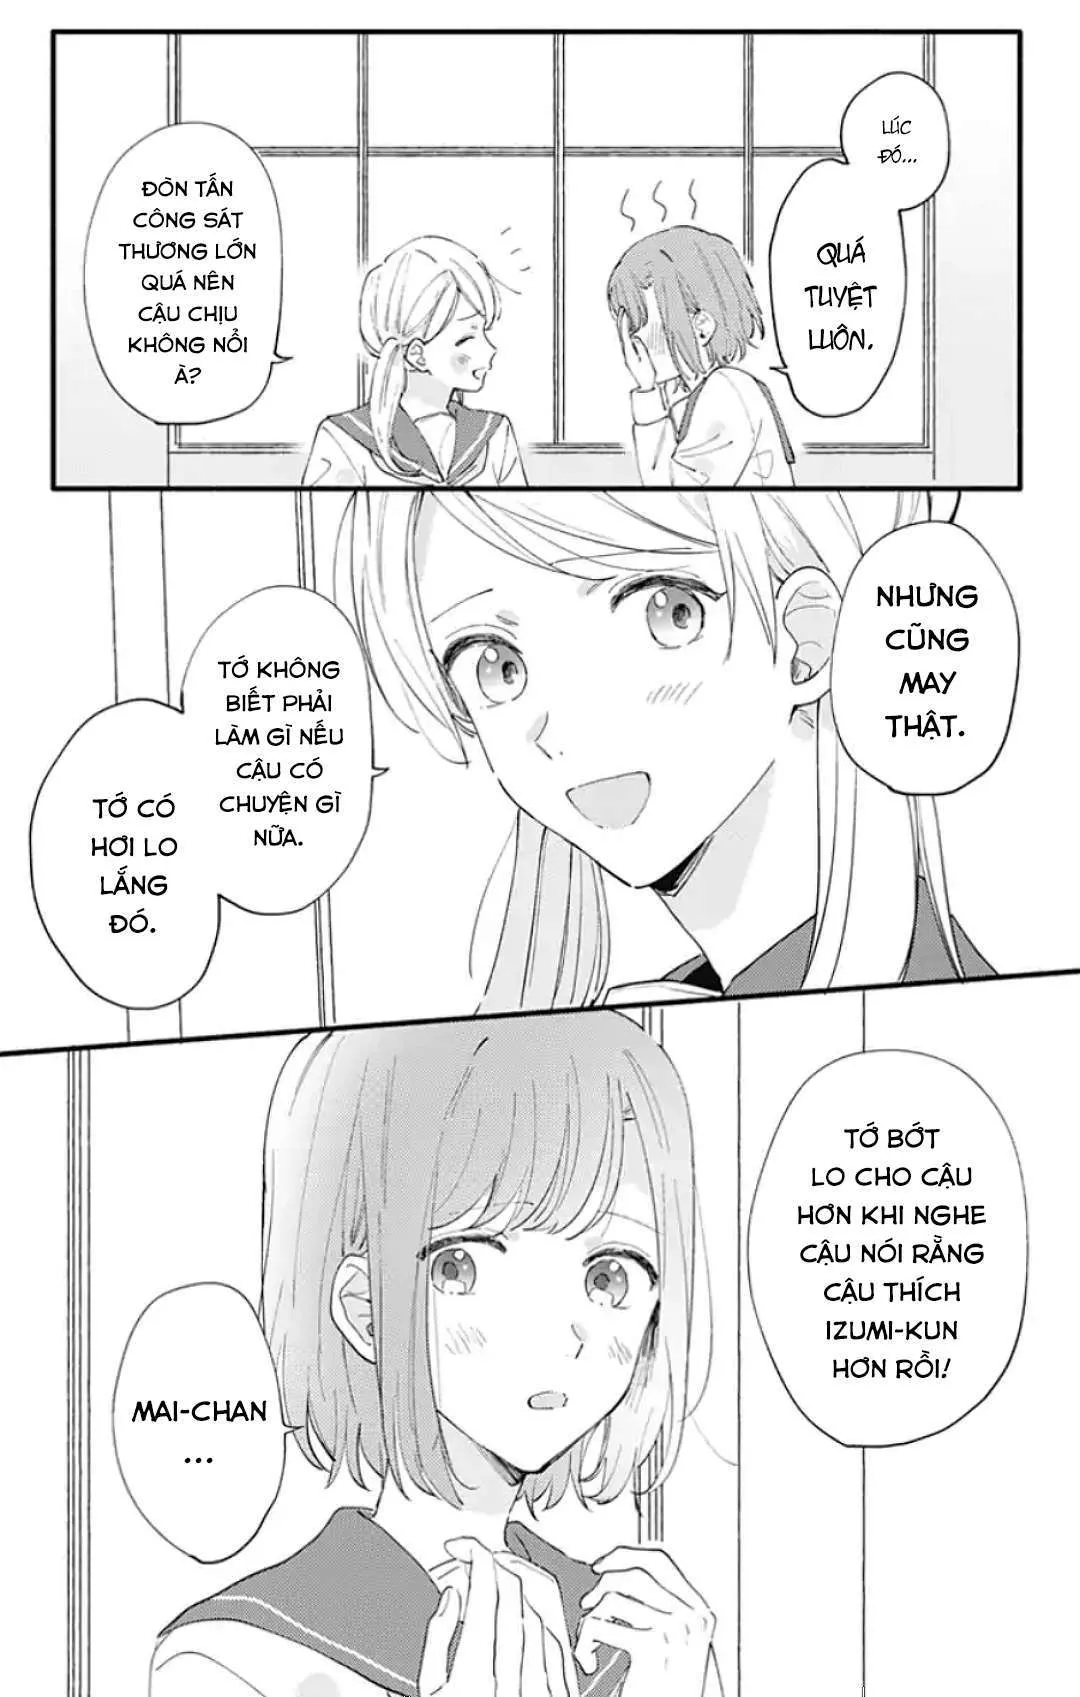 LÚC
ĐÓ...
QUÁ
TUYỆT
LUÔN.
ĐÒN TẤN
CÔNG SÁT
THƯƠNG LỚN
QUÁ NÊN
CẬU CHỊU
KHÔNG NỔI
À?
NHƯNG
CŨNG
MAY
THẬT.
TỚ KHÔNG
BIẾT PHẢI
LÀM GÌ NẾU
CẬU CÓ
CHUYỆN GÌ
NỮA.
TỚ CÓ
HƠI LO
LẮNG
ĐÓ.
TỚ BỚT
LO CHO CẬU
HƠN KHI NGHE
CẬU NÓI RẰNG
CẬU THÍCH
IZUMI-KUN
HƠN RỒI!
MAI-CHAN
...